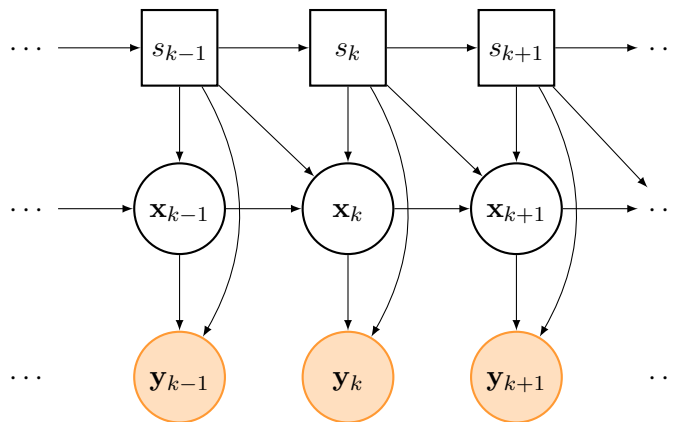 … s_{k−1} s_k s_{k+1} ..
… x_{k−1} x_k x_{k+1} ..
… y_{k−1} y_k y_{k+1} ..